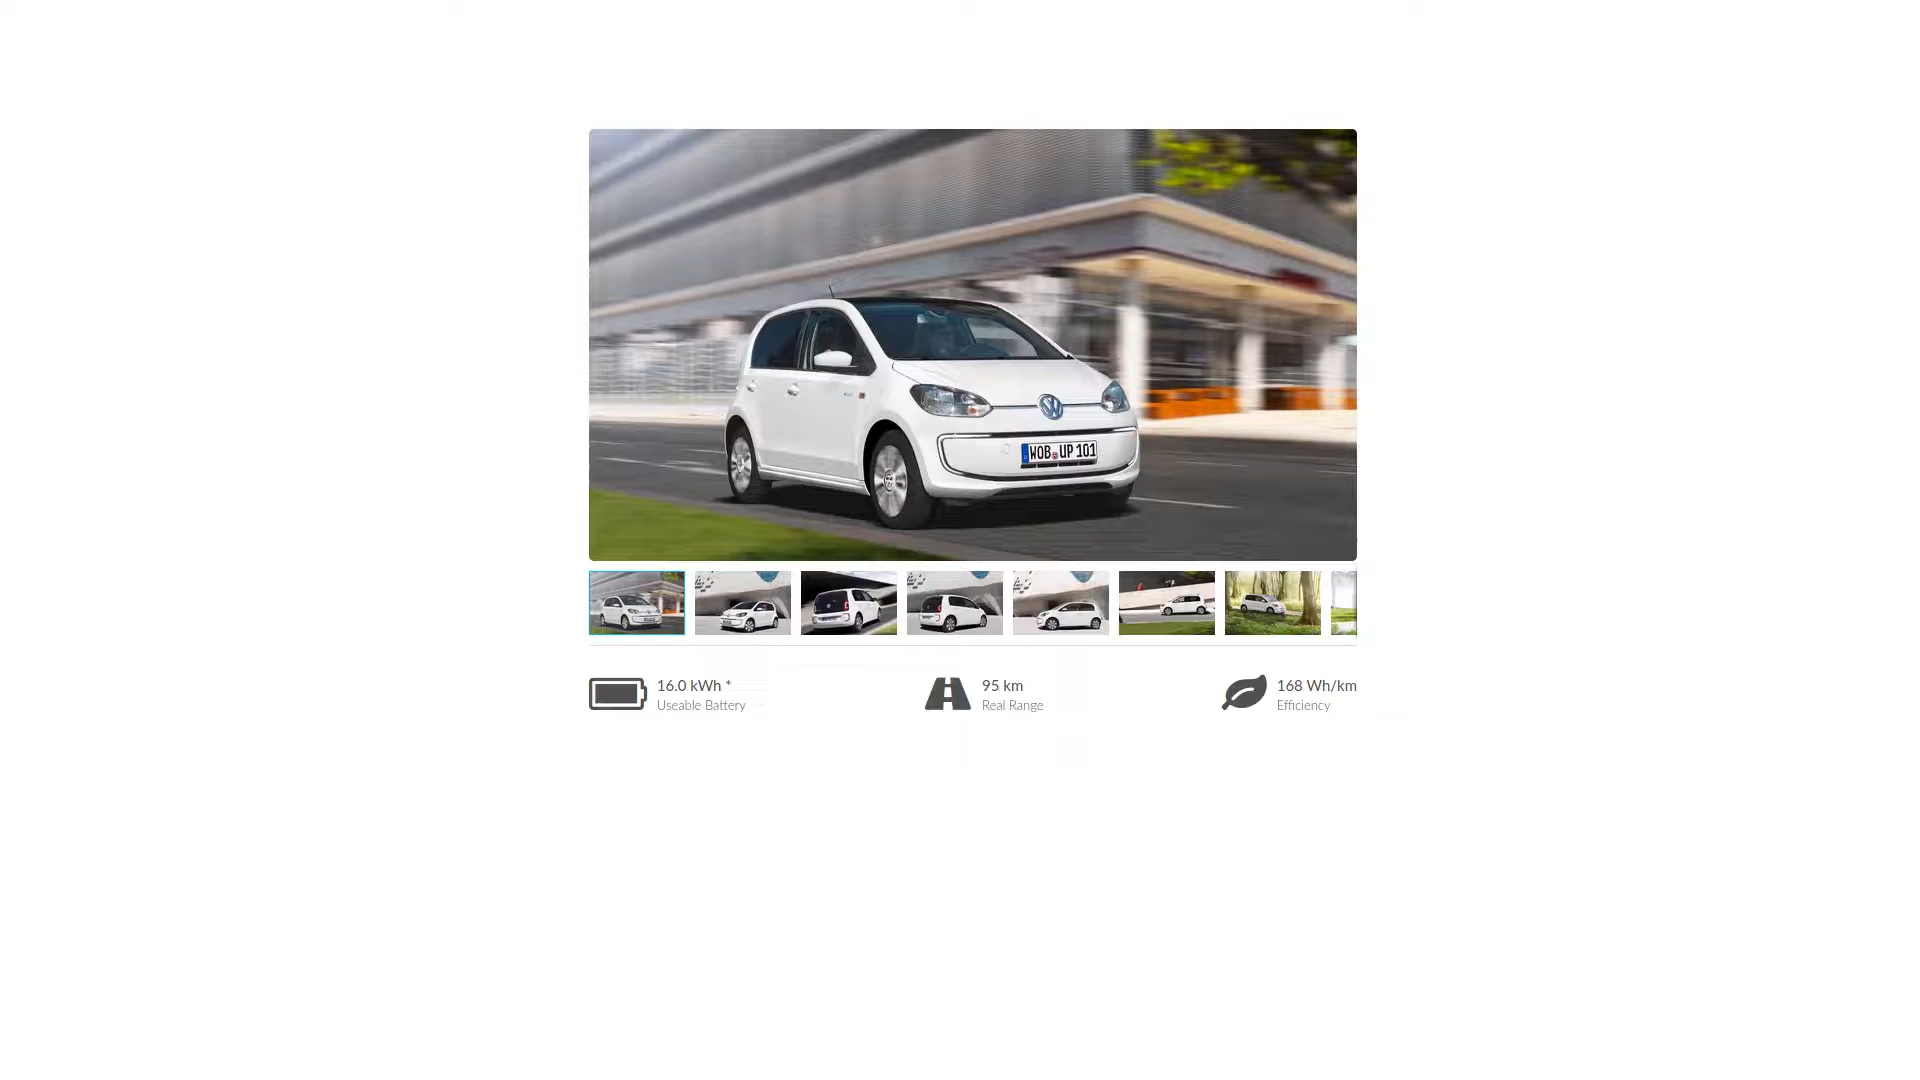 WOB UP 101
16.0 kWh *
Useable Battery
95 km
Real Range
168 Wh/km
Efficiency